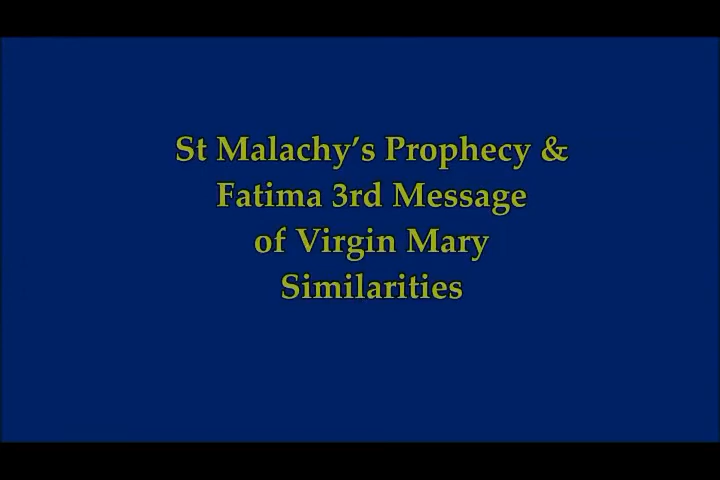 St Malachy’s Prophecy &
Fatima 3rd Message
of Virgin Mary
Similarities